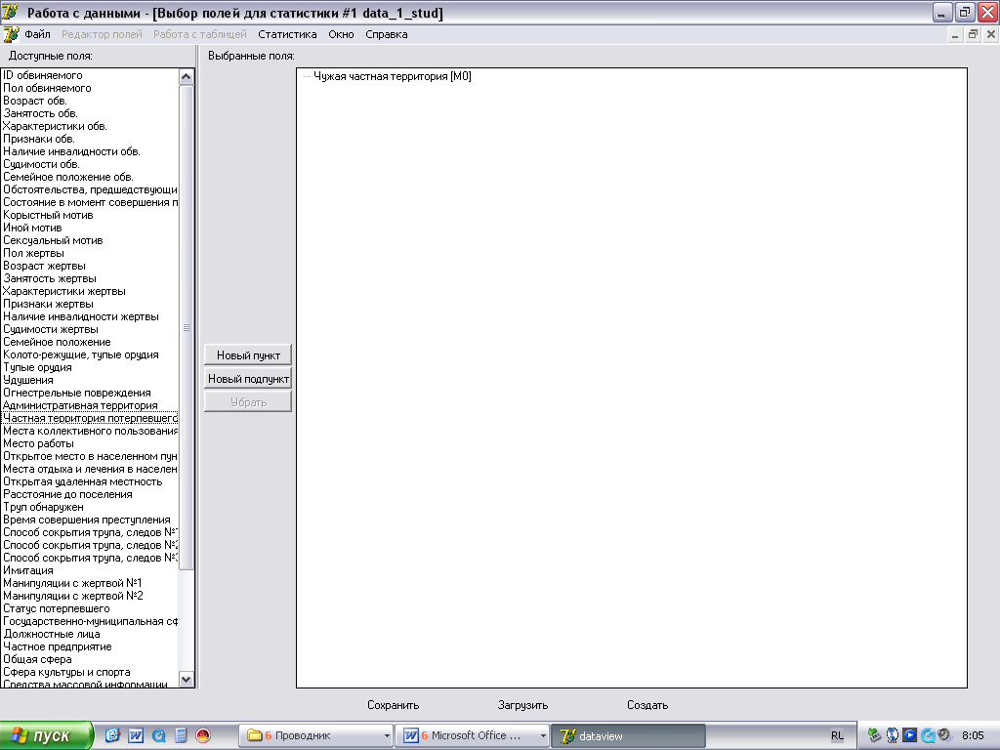 Работа с данными - [Выбор полей для статистики #1 data_1_stud]
Файл Редактор полей Работа с таблицей Статистика Окно Справка
Доступные поля:
Выбранные поля:
ID обвиняемого
Пол обвиняемого
Возраст обв.
Занятость обв.
Характеристики обв.
Признаки обв.
Наличие инвалидности обв.
Судимости обв.
Семейное положение обв.
Обстоятельства, предшедствующи
Состояние в момент совершения п
Корыстный мотив
Иной мотив
Сексуальный мотив
Пол жертвы
Возраст жертвы
Занятость жертвы
Характеристики жертвы
Признаки жертвы
Наличие инвалидности жертвы
Судимости жертвы
Семейное положение
Колото-режущие, тупые орудия
Тупые орудия
Удушения
Огнестрельные повреждения
Административная территория
Частная территория потерпевшего
Места коллективного пользования
Место работы
Открытое место в населенном пун
Места отдыха и лечения в населен
Открытая удаленная местность
Расстояние до поселения
Труп обнаружен
Время совершения преступления
Способ сокрытия трупа, следов №1
Способ сокрытия трупа, следов №2
Способ сокрытия трупа, следов №3
Имитация
Манипуляции с жертвой №1
Манипуляции с жертвой №2
Статус потерпевшего
Государственно-муниципальная сф
Должностные лица
Частное предприятие
Общая сфера
Сфера культуры и спорта
Средства массовой информации
Чужая частная территория [M0]
Новый пункт
Новый подпункт
Убрать
Сохранить Загрузить Создать
пуск
6 Проводник
6 Microsoft Office ...
dataview
RL
8:05